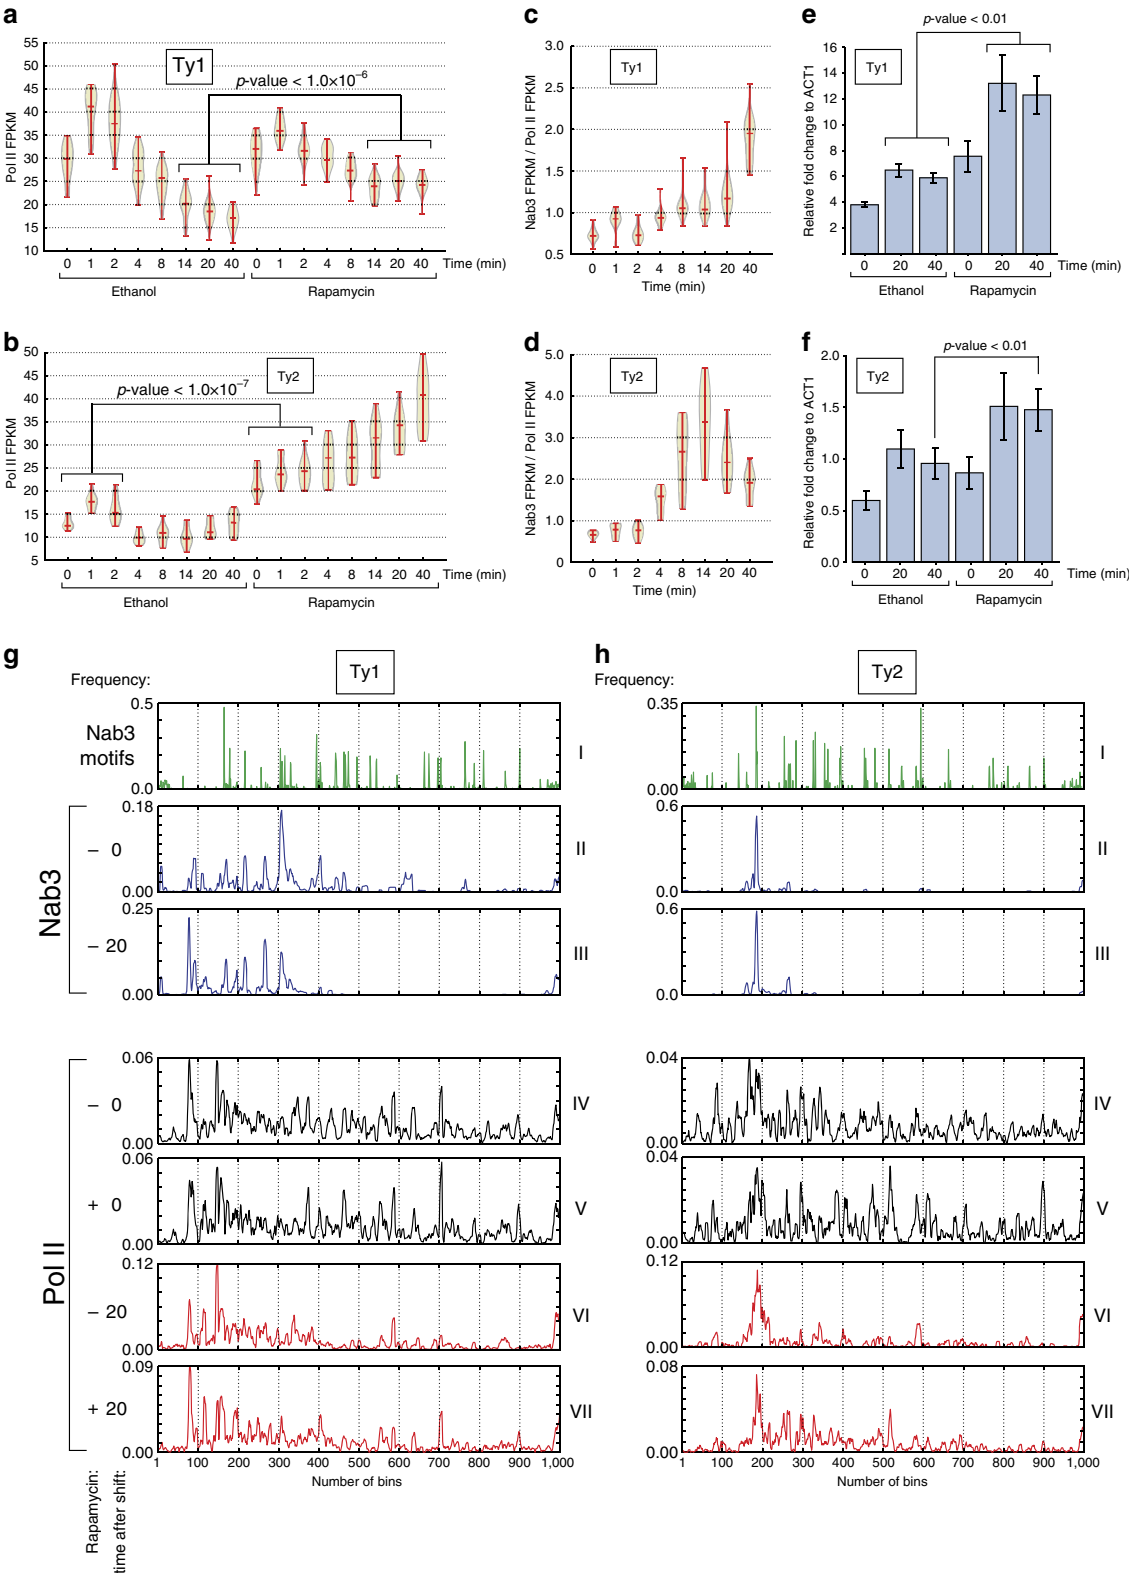 a
Ty1
p-value < 1.0×10⁻⁶
Pol II FPKM
55
50
45
40
35
30
25
20
15
10
0 1 2 4 8 14 20 40 0 1 2 4 8 14 20 40 Time (min)
Ethanol Rapamycin
c
Ty1
Nab3 FPKM / Pol II FPKM
3.0
2.5
2.0
1.5
1.0
0.5
0 1 2 4 8 14 20 40
Time (min)
e
p-value < 0.01
Ty1
Relative fold change to ACT1
16
14
12
10
8
6
4
2
0 20 40 0 20 40 Time (min)
Ethanol Rapamycin
b
Ty2
p-value < 1.0×10⁻⁷
Pol II FPKM
50
45
40
35
30
25
20
15
10
5
0 1 2 4 8 14 20 40 0 1 2 4 8 14 20 40 Time (min)
Ethanol Rapamycin
d
Ty2
Nab3 FPKM / Pol II FPKM
5.0
4.0
3.0
2.0
1.0
0
0 1 2 4 8 14 20 40
Time (min)
f
p-value < 0.01
Ty2
Relative fold change to ACT1
2.0
1.5
1.0
0.5
0.0
0 20 40 0 20 40 Time (min)
Ethanol Rapamycin
g
Ty1
Frequency:
Nab3
motifs
0.5
0.0
I
Nab3
– 0
0.18
0.00
II
– 20
0.25
0.00
III
Pol II
– 0
0.06
0.00
IV
+ 0
0.06
0.00
V
– 20
0.12
0.00
VI
+ 20
0.09
0.00
VII
1 100 200 300 400 500 600 700 800 900 1,000
Number of bins
Rapamycin:
time after shift:
h
Ty2
Frequency:
0.35
0.00
I
0.6
0.0
II
0.6
0.0
III
0.04
0.00
IV
0.04
0.00
V
0.12
0.00
VI
0.08
0.00
VII
1 100 200 300 400 500 600 700 800 900 1,000
Number of bins